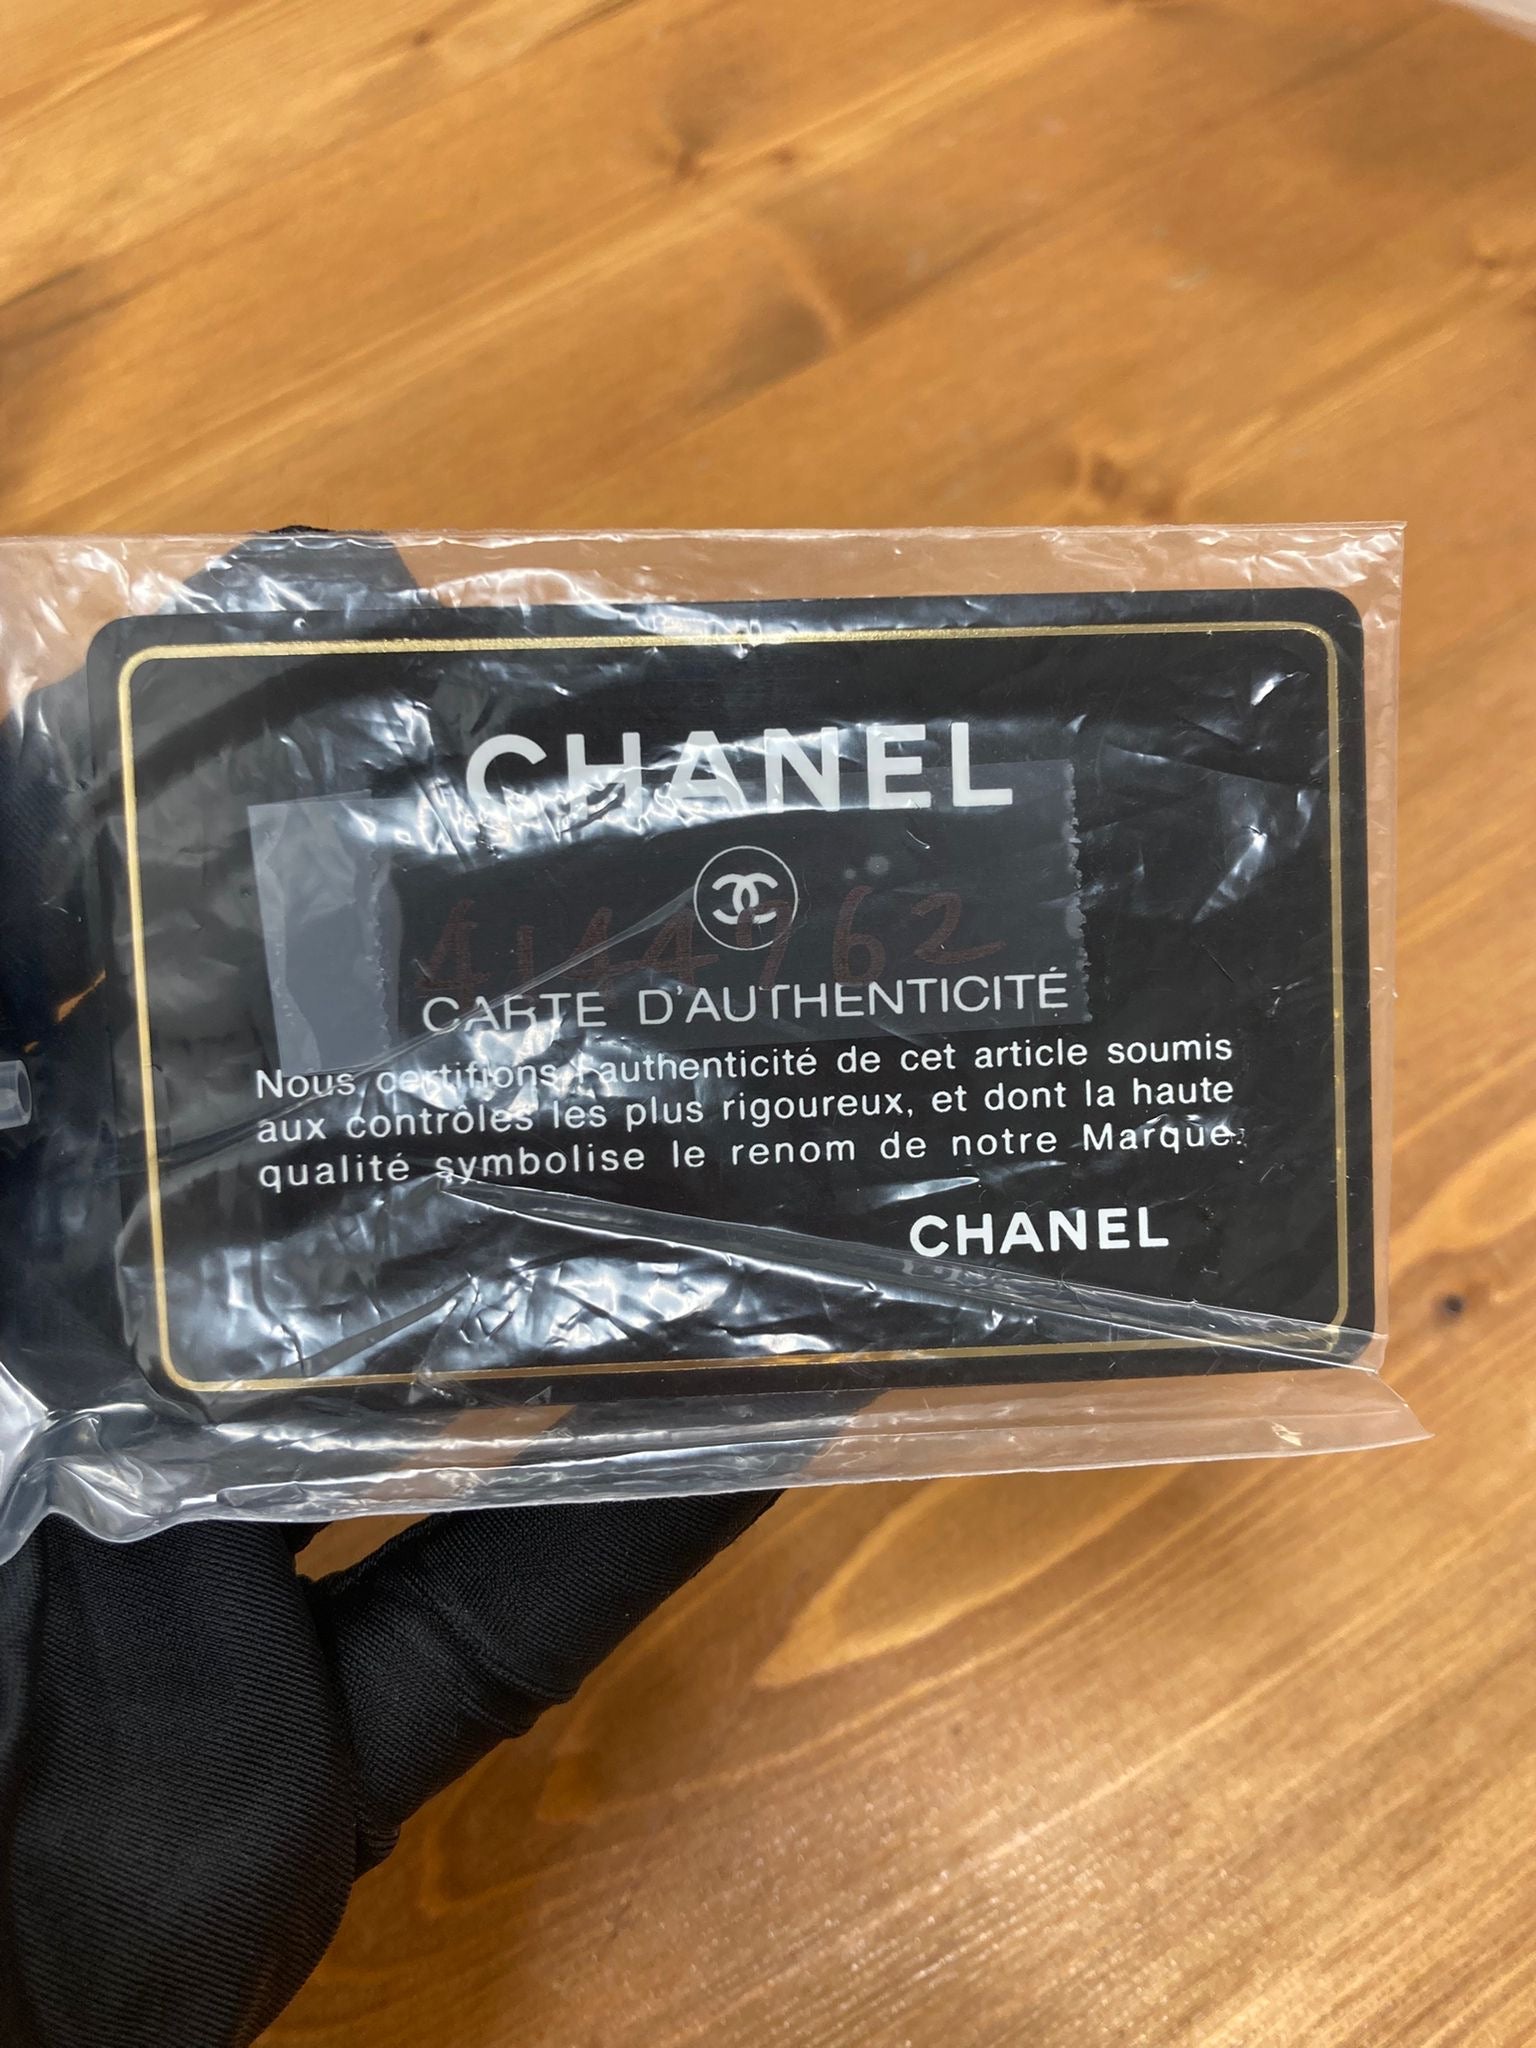 CHANEL
4144962
CARTE D'AUTHENTICITÉ
Nous certifions l'authenticité de cet article soumis
aux contrôles les plus rigoureux, et dont la haute
qualité symbolise le renom de notre Marque.
CHANEL